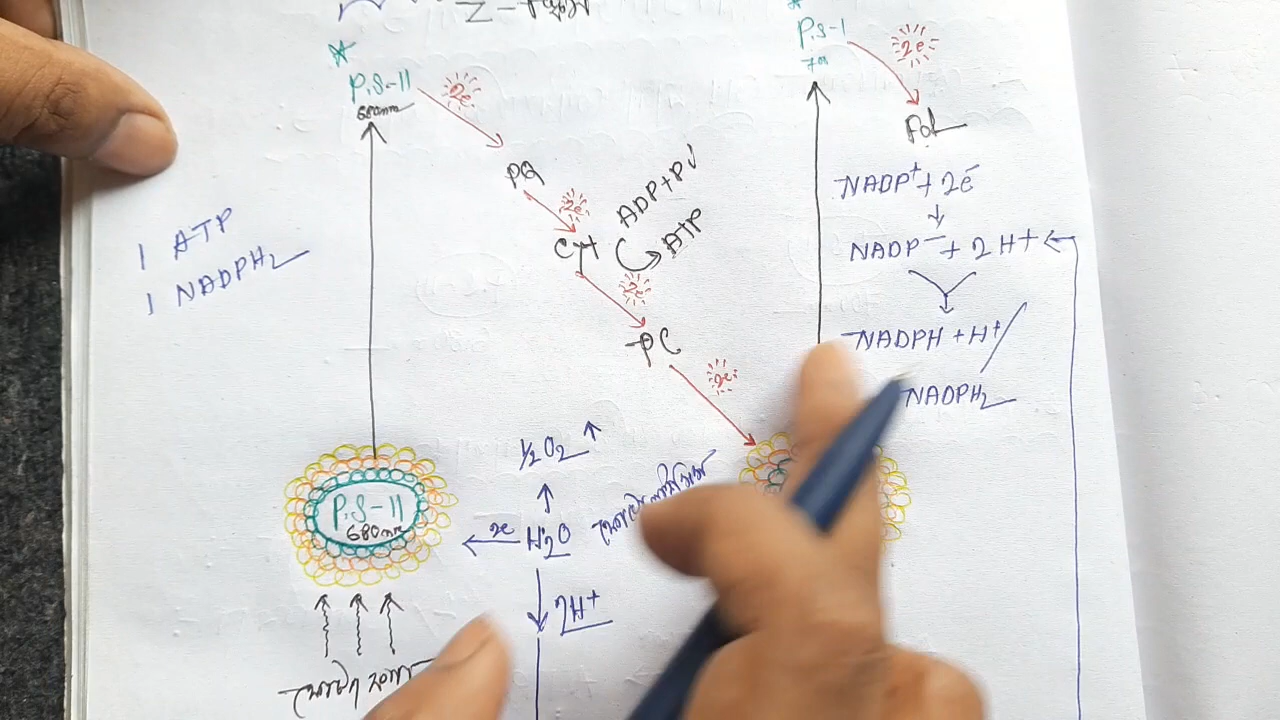 P.S-I
2e
P.S-II
680nm
2e
Fd
PQ
NADP⁺ + 2e⁻
2e
ADP+Pi
Cyt
ATP
1 ATP
NADP⁻ + 2H+
1 NADPH₂
2e
PC
NADPH + H⁺
2e
NADPH₂
½O₂ ↑
P.S-II
680nm
2e
H₂O
2H⁺